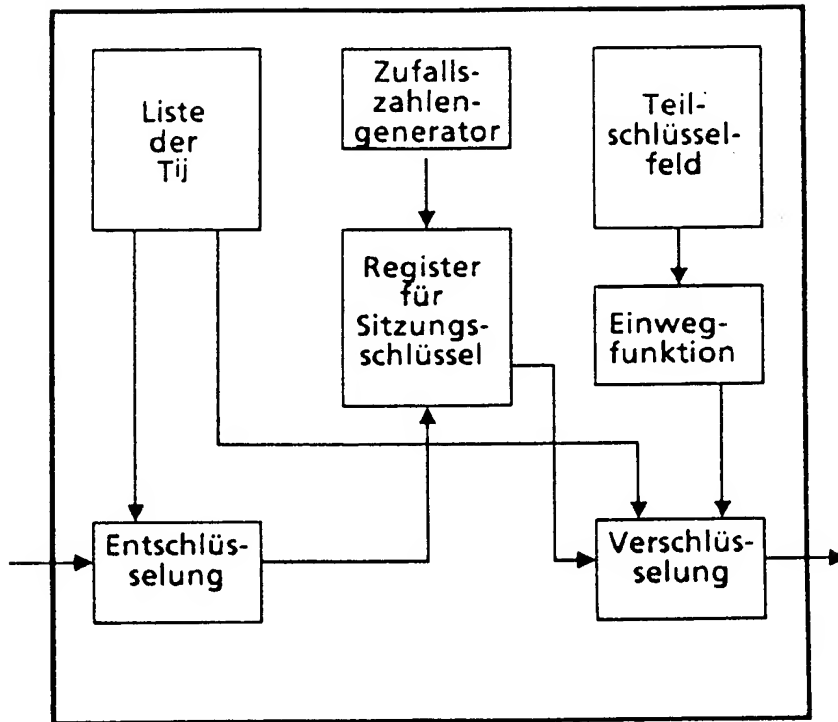 Liste
der
Tij
Zufalls-
zahlen-
generator
Teil-
schlüssel-
feld
Register
für
Sitzungs-
schlüssel
Einweg-
funktion
Entschlüs-
selung
Verschlüs-
selung